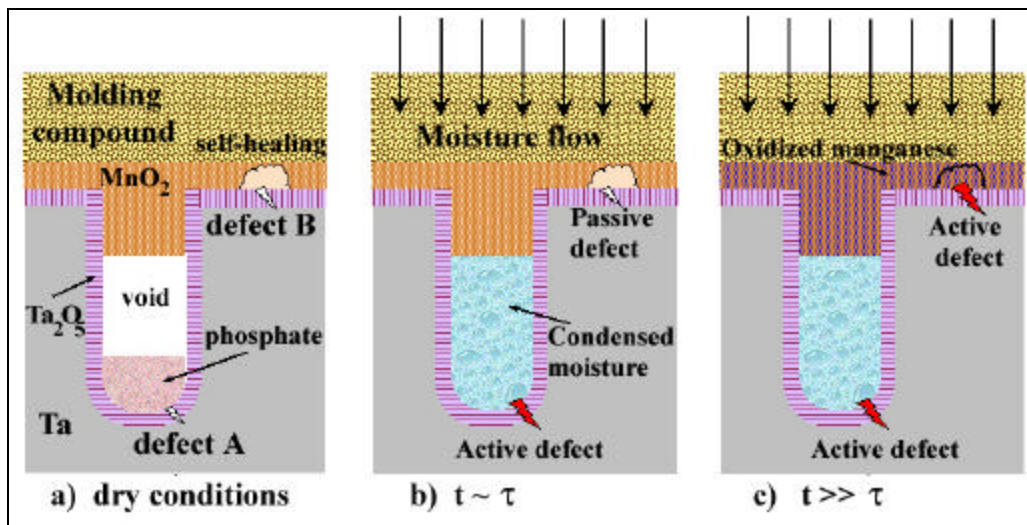 Molding
compound
self-healing
MnO2
defect B
void
Ta2O5
phosphate
Ta
defect A
a) dry conditions
Moisture flow
Passive
defect
Condensed
moisture
Active defect
b) t ~ τ
Oxidized manganese
Active
defect
Active defect
c) t >> τ